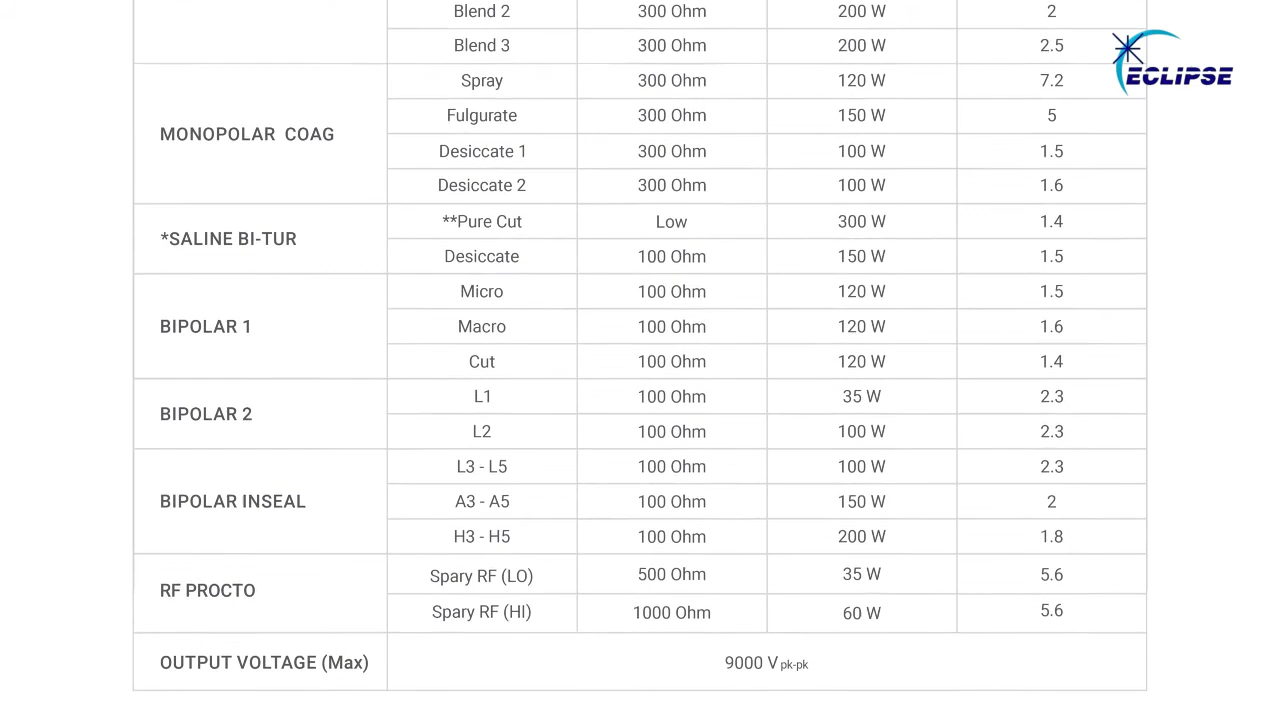 Blend 2 300 Ohm 200 W 2
Blend 3 300 Ohm 200 W 2.5
ECLIPSE
MONOPOLAR COAG
Spray 300 Ohm 120 W 7.2
Fulgurate 300 Ohm 150 W 5
Desiccate 1 300 Ohm 100 W 1.5
Desiccate 2 300 Ohm 100 W 1.6
*SALINE BI-TUR
**Pure Cut Low 300 W 1.4
Desiccate 100 Ohm 150 W 1.5
BIPOLAR 1
Micro 100 Ohm 120 W 1.5
Macro 100 Ohm 120 W 1.6
Cut 100 Ohm 120 W 1.4
BIPOLAR 2
L1 100 Ohm 35 W 2.3
L2 100 Ohm 100 W 2.3
BIPOLAR INSEAL
L3 - L5 100 Ohm 100 W 2.3
A3 - A5 100 Ohm 150 W 2
H3 - H5 100 Ohm 200 W 1.8
RF PROCTO
Spary RF (LO) 500 Ohm 35 W 5.6
Spary RF (HI) 1000 Ohm 60 W 5.6
OUTPUT VOLTAGE (Max) 9000 V pk-pk